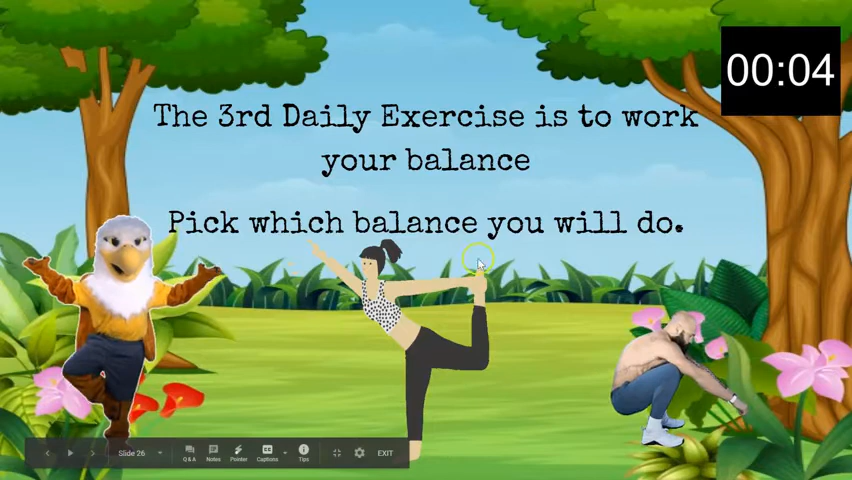 00:04
The 3rd Daily Exercise is to work
your balance
Pick which balance you will do.
Slide 26
Q & A
Notes
Pointer
Captions
Tips
EXIT
CC